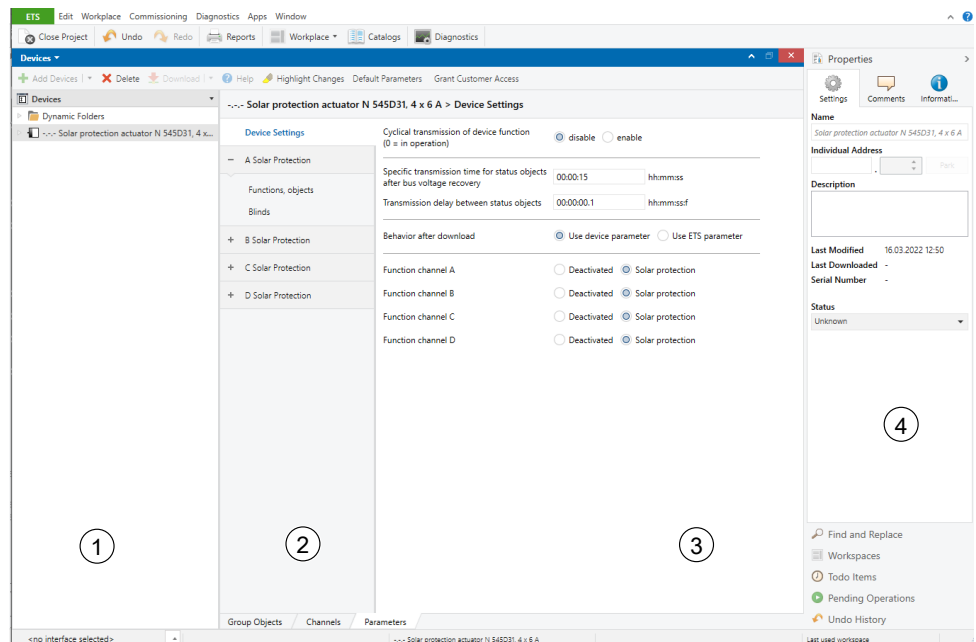 ETS Edit Workplace Commissioning Diagnostics Apps Window
Close Project Undo Redo Reports Workplace Catalogs Diagnostics
Devices
Add Devices Delete Download Help Highlight Changes Default Parameters Grant Customer Access
Devices
Dynamic Folders
-.-.- Solar protection actuator N 545D31, 4 x...
-.-.- Solar protection actuator N 545D31, 4 x 6 A > Device Settings
Device Settings
− A Solar Protection
Functions, objects
Blinds
+ B Solar Protection
+ C Solar Protection
+ D Solar Protection
Cyclical transmission of device function
(0 = in operation)
disable enable
Specific transmission time for status objects
after bus voltage recovery
00:00:15 hh:mm:ss
Transmission delay between status objects 00:00:00.1 hh:mm:ss:f
Behavior after download Use device parameter Use ETS parameter
Function channel A Deactivated Solar protection
Function channel B Deactivated Solar protection
Function channel C Deactivated Solar protection
Function channel D Deactivated Solar protection
Properties
Settings Comments Informati...
Name
Solar protection actuator N 545D31, 4 x 6 A
Individual Address
. Park
Description
Last Modified 16.03.2022 12:50
Last Downloaded -
Serial Number -
Status
Unknown
4
1
2
3
Find and Replace
Workspaces
Todo Items
Pending Operations
Undo History
Group Objects Channels Parameters
<no interface selected> -.-.- Solar protection actuator N 545D31, 4 x 6 A Last used workspace